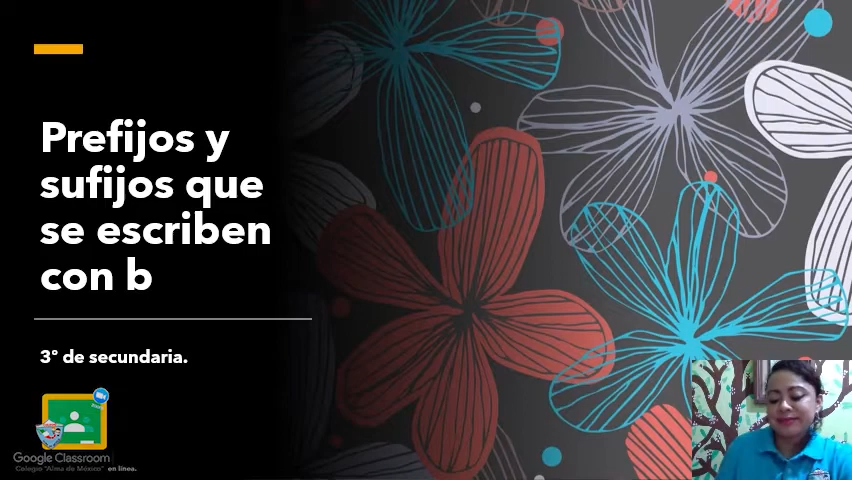 Prefijos y
sufijos que
se escriben
con b
3° de secundaria.
Google Classroom
Colegio "Alma de México" en línea.